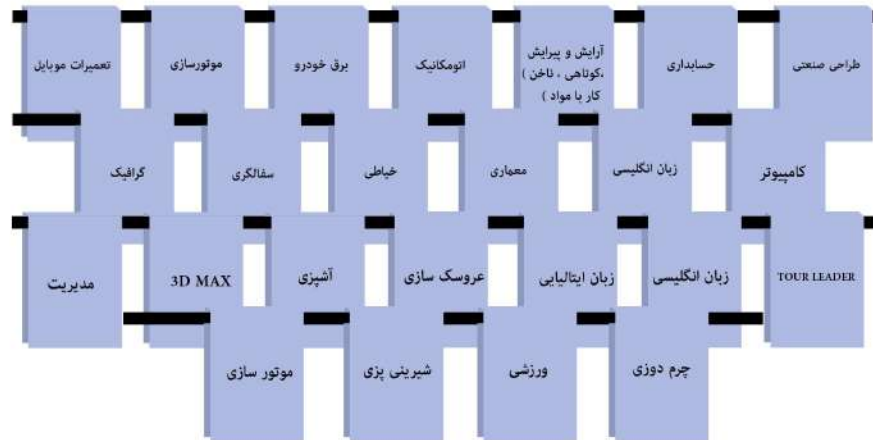 طراحی صنعتی
حسابداری
آرایش و پیرایش
،کوتاهی ، ناخن )
کار با مواد )
اتومکانیک
برق خودرو
موتورسازی
تعمیرات موبایل
کامپیوتر
زبان انگلیسی
معماری
خیاطی
سفالگری
گرافیک
TOUR LEADER
زبان انگلیسی
زبان ایتالیایی
عروسک سازی
آشپزی
3D MAX
مدیریت
چرم دوزی
ورزشی
شیرینی پزی
موتور سازی